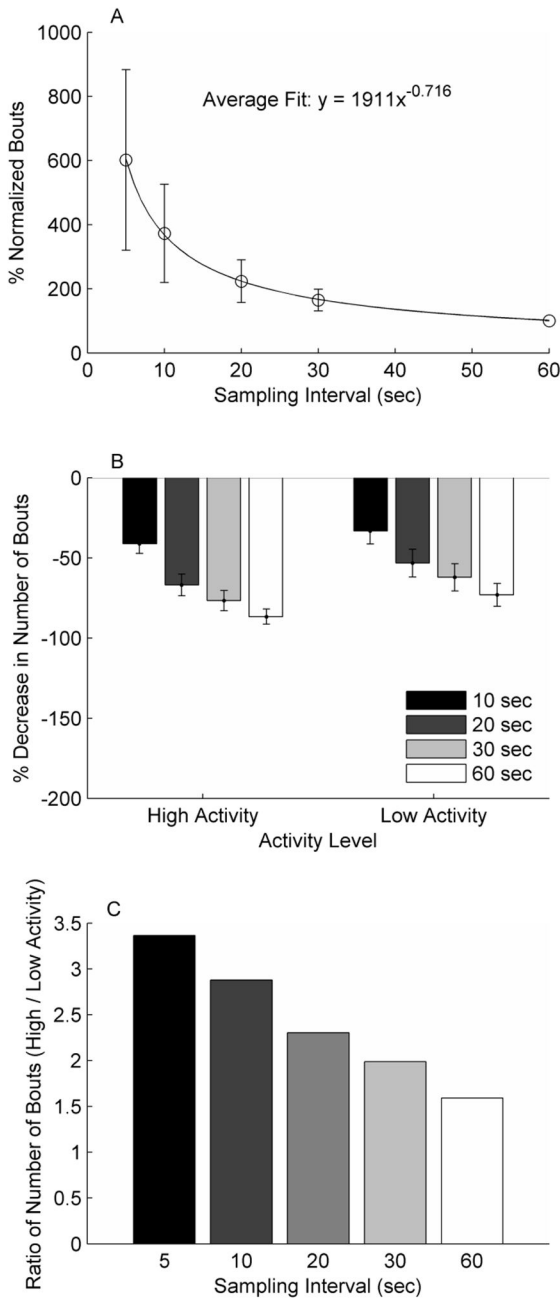 A
1000
800
600
400
200
0
% Normalized Bouts
Average Fit: y = 1911x^-0.716
0 10 20 30 40 50 60
Sampling Interval (sec)
B
0
-50
-100
-150
-200
% Decrease in Number of Bouts
10 sec
20 sec
30 sec
60 sec
High Activity Low Activity
Activity Level
C
3.5
3
2.5
2
1.5
1
0.5
0
Ratio of Number of Bouts (High / Low Activity)
5 10 20 30 60
Sampling Interval (sec)